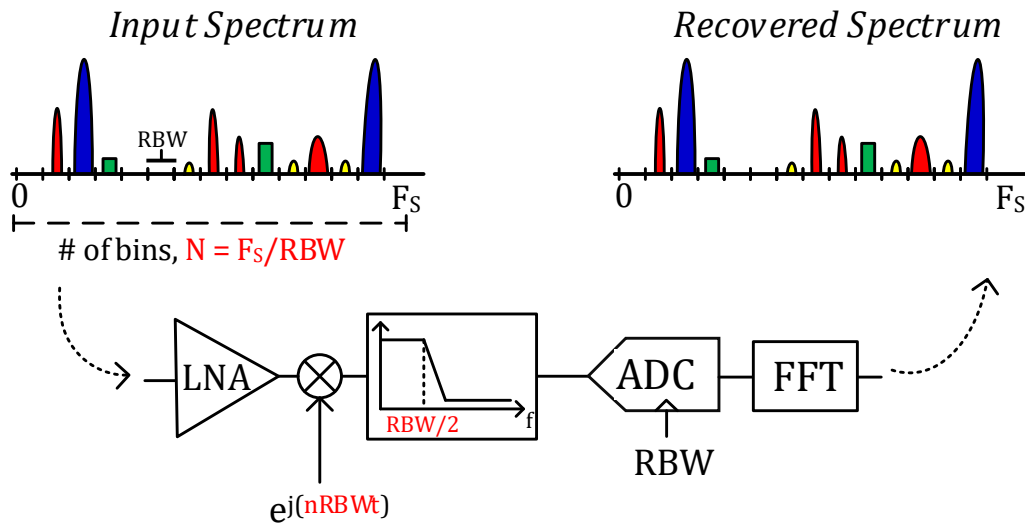 Input Spectrum
Recovered Spectrum
RBW
0
FS
0
FS
# of bins, N = FS/RBW
LNA
RBW/2
f
ADC
FFT
RBW
ej(nRBWt)